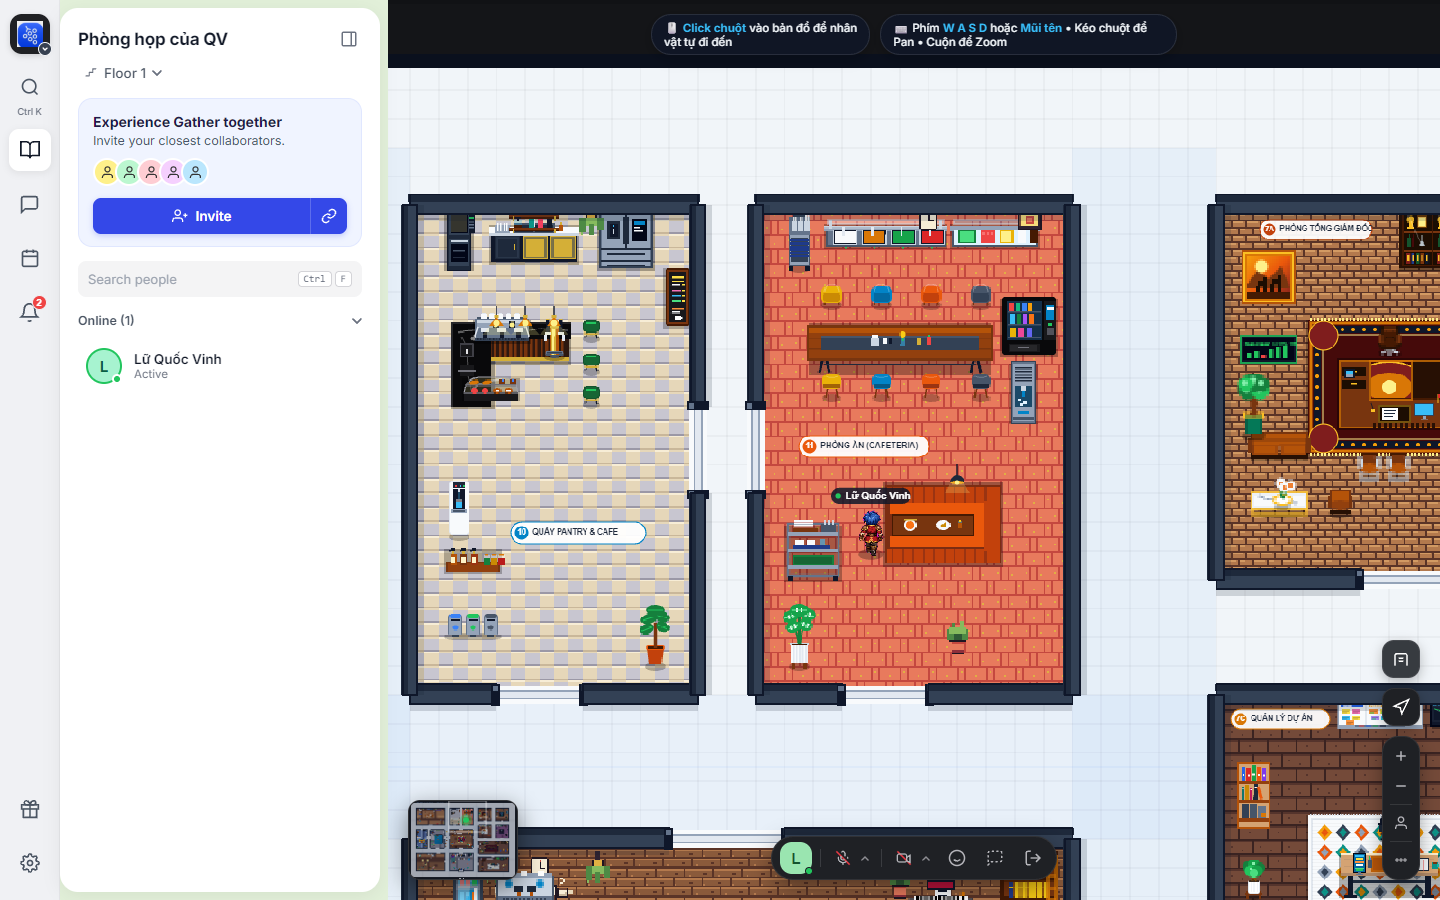 Phòng họp của QV
Floor 1
Ctrl K
Experience Gather together
Invite your closest collaborators.
Invite
Search people
Ctrl F
2
Online (1)
L
Lữ Quốc Vinh
Active
Click chuột vào bản đồ để nhân
vật tự đi đến
Phím W A S D hoặc Mũi tên • Kéo chuột để
Pan • Cuộn để Zoom
PHÒNG TỔNG GIÁM ĐỐC
11 PHÒNG ĂN (CAFETERIA)
Lữ Quốc Vinh
10 QUẦY PANTRY & CAFE
QUẢN LÝ DỰ ÁN
L